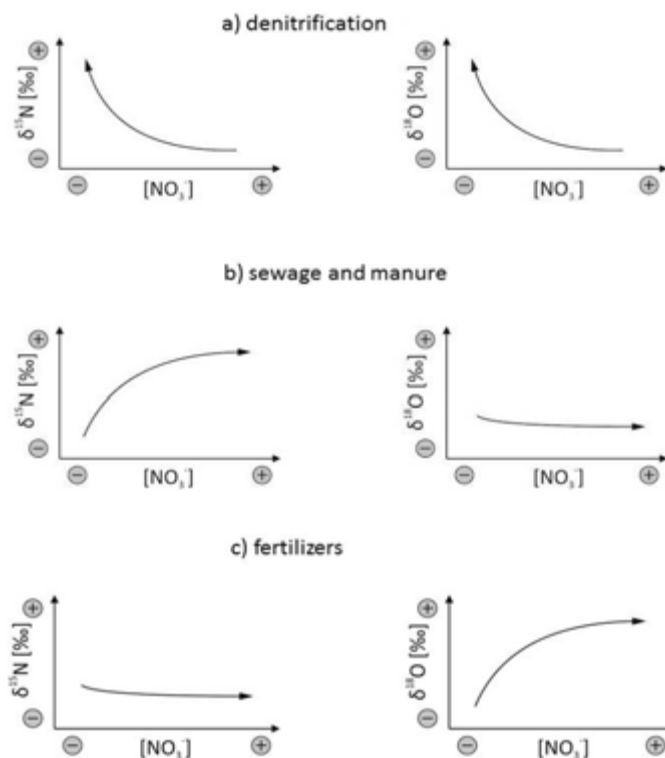 a) denitrification
+ +
δ¹⁵N [‰] δ¹⁸O [‰]
− −
− [NO₃⁻] + − [NO₃⁻] +
b) sewage and manure
+ +
δ¹⁵N [‰] δ¹⁸O [‰]
− −
− [NO₃⁻] + − [NO₃⁻] +
c) fertilizers
+ +
δ¹⁵N [‰] δ¹⁸O [‰]
− −
− [NO₃⁻] + − [NO₃⁻] +